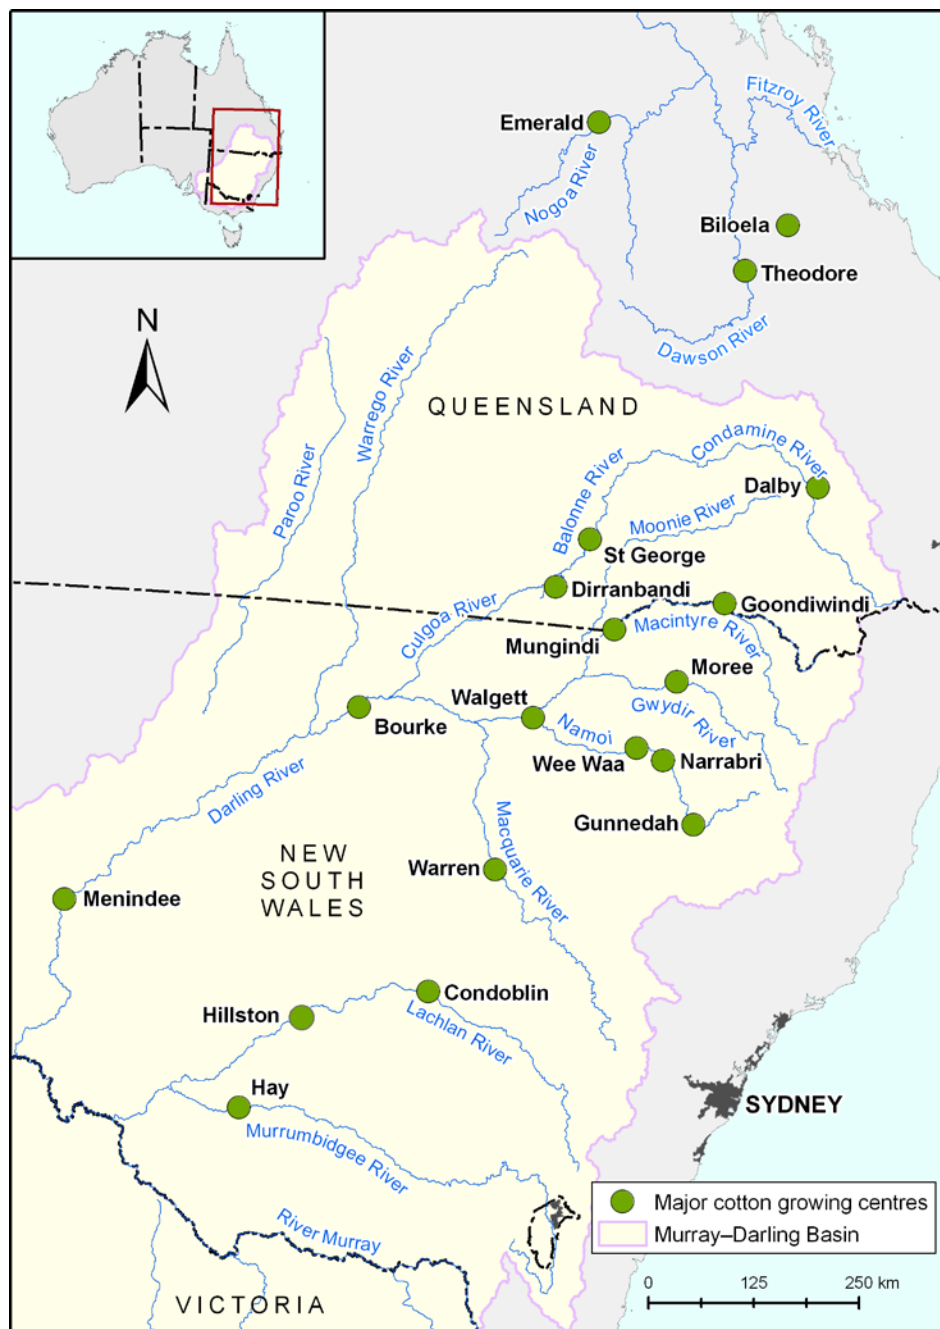 Emerald
Fitzroy River
Nogoa River
Biloela
Theodore
Dawson River
N
Warrego River
QUEENSLAND
Paroo River
Condamine River
Balonne River
Dalby
Moonie River
St George
Dirranbandi
Goondiwindi
Culgoa River
Macintyre River
Mungindi
Moree
Walgett
Gwydir River
Bourke
Namoi
Wee Waa
Narrabri
Darling River
Gunnedah
Macquarie River
NEW
SOUTH
WALES
Warren
Menindee
Condoblin
Hillston
Lachlan River
Hay
SYDNEY
Murrumbidgee River
River Murray
VICTORIA
Major cotton growing centres
Murray–Darling Basin
0 125 250 km